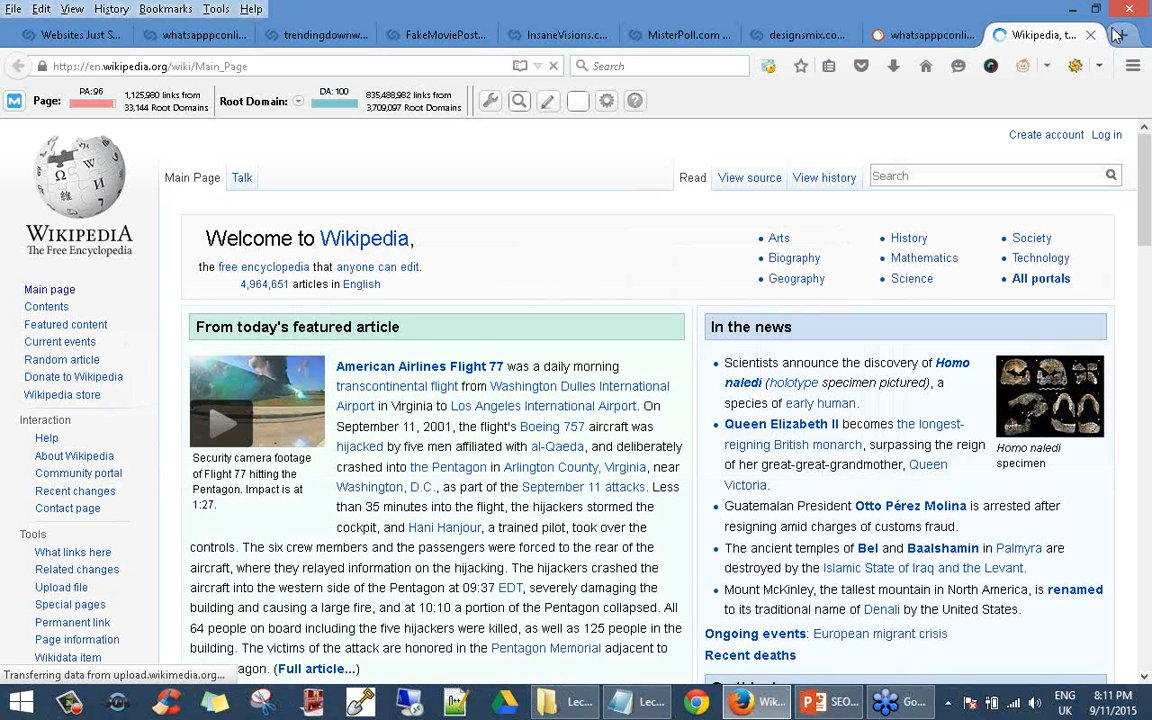 File Edit View History Bookmarks Tools Help
Websites Just S... whatsapppconli... trendingdownw... FakeMoviePost... InsaneVisions.c... MisterPoll.com ... designsmix.co... whatsapppconli... Wikipedia, t...
https://en.wikipedia.org/wiki/Main_Page Search
Page: PA: 96 1,125,980 links from 33,144 Root Domains Root Domain: DA: 100 835,488,982 links from 3,709,097 Root Domains
Create account Log in
Main Page Talk Read View source View history Search
WIKIPEDIA
The Free Encyclopedia
Main page
Contents
Featured content
Current events
Random article
Donate to Wikipedia
Wikipedia store
Interaction
Help
About Wikipedia
Community portal
Recent changes
Contact page
Tools
What links here
Related changes
Upload file
Special pages
Permanent link
Page information
Wikidata item
Welcome to Wikipedia,
the free encyclopedia that anyone can edit.
4,964,651 articles in English
• Arts • History • Society
• Biography • Mathematics • Technology
• Geography • Science • All portals
From today's featured article
Security camera footage
of Flight 77 hitting the
Pentagon. Impact is at
1:27.
American Airlines Flight 77 was a daily morning
transcontinental flight from Washington Dulles International
Airport in Virginia to Los Angeles International Airport. On
September 11, 2001, the flight's Boeing 757 aircraft was
hijacked by five men affiliated with al-Qaeda, and deliberately
crashed into the Pentagon in Arlington County, Virginia, near
Washington, D.C., as part of the September 11 attacks. Less
than 35 minutes into the flight, the hijackers stormed the
cockpit, and Hani Hanjour, a trained pilot, took over the
controls. The six crew members and the passengers were forced to the rear of the
aircraft, where they relayed information on the hijacking. The hijackers crashed the
aircraft into the western side of the Pentagon at 09:37 EDT, severely damaging the
building and causing a large fire, and at 10:10 a portion of the Pentagon collapsed. All
64 people on board including the five hijackers were killed, as well as 125 people in the
building. The victims of the attack are honored in the Pentagon Memorial adjacent to
agon. (Full article...)
In the news
• Scientists announce the discovery of Homo
naledi (holotype specimen pictured), a
species of early human.
Homo naledi
specimen
• Queen Elizabeth II becomes the longest-
reigning British monarch, surpassing the reign
of her great-great-grandmother, Queen
Victoria.
• Guatemalan President Otto Pérez Molina is arrested after
resigning amid charges of customs fraud.
• The ancient temples of Bel and Baalshamin in Palmyra are
destroyed by the Islamic State of Iraq and the Levant.
• Mount McKinley, the tallest mountain in North America, is renamed
to its traditional name of Denali by the United States.
Ongoing events: European migrant crisis
Recent deaths
Transferring data from upload.wikimedia.org...
Lec... Lec... Wik... SEO... Go... ENG 8:11 PM
UK 9/11/2015